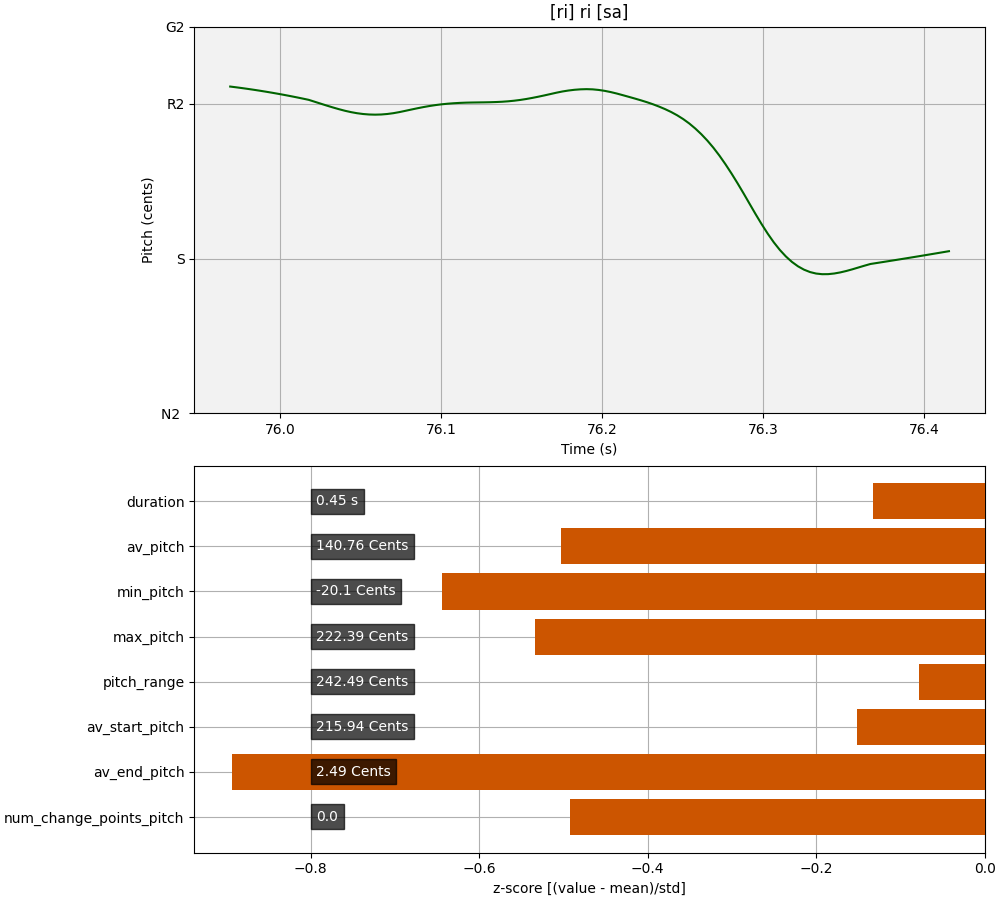 [ri] ri [sa]
G2
R2
S
N2
Pitch (cents)
76.0 76.1 76.2 76.3 76.4
Time (s)
duration 0.45 s
av_pitch 140.76 Cents
min_pitch -20.1 Cents
max_pitch 222.39 Cents
pitch_range 242.49 Cents
av_start_pitch 215.94 Cents
av_end_pitch 2.49 Cents
num_change_points_pitch 0.0
−0.8 −0.6 −0.4 −0.2 0.0
z-score [(value - mean)/std]